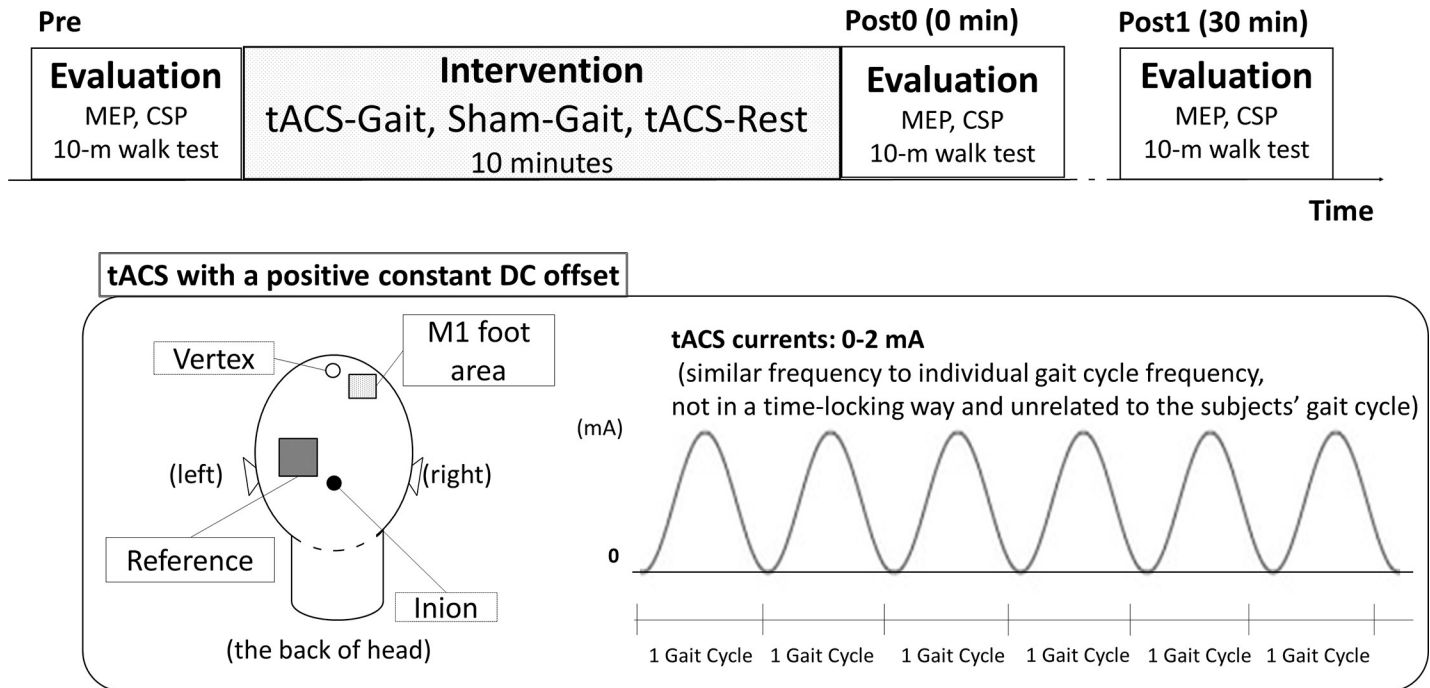 Pre
Post0 (0 min)
Post1 (30 min)
Evaluation
MEP, CSP
10-m walk test
Intervention
tACS-Gait, Sham-Gait, tACS-Rest
10 minutes
Evaluation
MEP, CSP
10-m walk test
Evaluation
MEP, CSP
10-m walk test
Time
tACS with a positive constant DC offset
Vertex
M1 foot
area
(left)
(right)
Reference
Inion
(the back of head)
tACS currents: 0-2 mA
(similar frequency to individual gait cycle frequency,
not in a time-locking way and unrelated to the subjects’ gait cycle)
(mA)
0
1 Gait Cycle
1 Gait Cycle
1 Gait Cycle
1 Gait Cycle
1 Gait Cycle
1 Gait Cycle